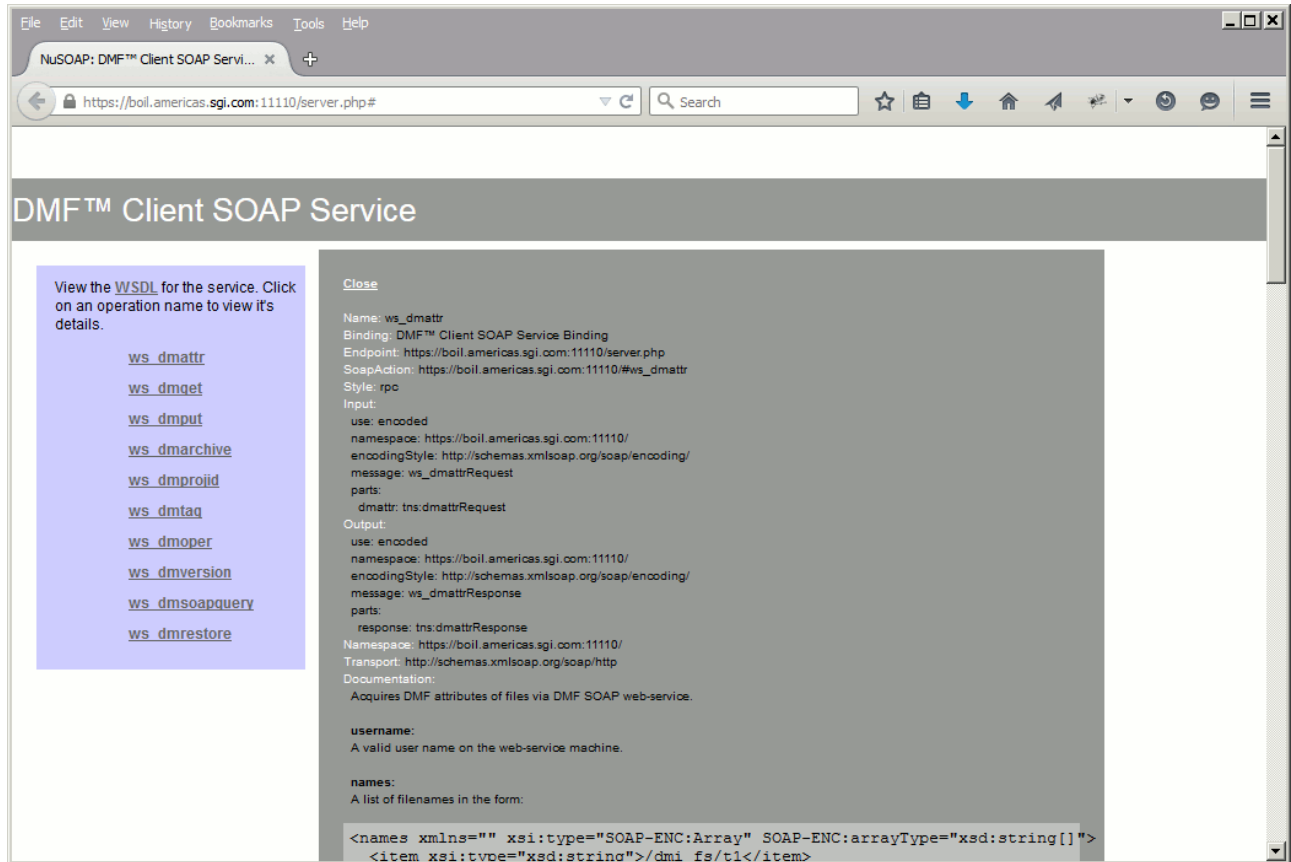 File Edit View History Bookmarks Tools Help
NuSOAP: DMF™ Client SOAP Servi...
https://boil.americas.sgi.com:11110/server.php#
Search
DMF™ Client SOAP Service
View the WSDL for the service. Click
on an operation name to view it's
details.
ws_dmattr
ws_dmget
ws_dmput
ws_dmarchive
ws_dmprojid
ws_dmtag
ws_dmoper
ws_dmversion
ws_dmsoapquery
ws_dmrestore
Close
Name: ws_dmattr
Binding: DMF™ Client SOAP Service Binding
Endpoint: https://boil.americas.sgi.com:11110/server.php
SoapAction: https://boil.americas.sgi.com:11110/#ws_dmattr
Style: rpc
Input:
use: encoded
namespace: https://boil.americas.sgi.com:11110/
encodingStyle: http://schemas.xmlsoap.org/soap/encoding/
message: ws_dmattrRequest
parts:
dmattr: tns:dmattrRequest
Output:
use: encoded
namespace: https://boil.americas.sgi.com:11110/
encodingStyle: http://schemas.xmlsoap.org/soap/encoding/
message: ws_dmattrResponse
parts:
response: tns:dmattrResponse
Namespace: https://boil.americas.sgi.com:11110/
Transport: http://schemas.xmlsoap.org/soap/http
Documentation:
Acquires DMF attributes of files via DMF SOAP web-service.
username:
A valid user name on the web-service machine.
names:
A list of filenames in the form:
<names xmlns="" xsi:type="SOAP-ENC:Array" SOAP-ENC:arrayType="xsd:string[]">
<item xsi:type="xsd:string">/dmi_fs/t1</item>